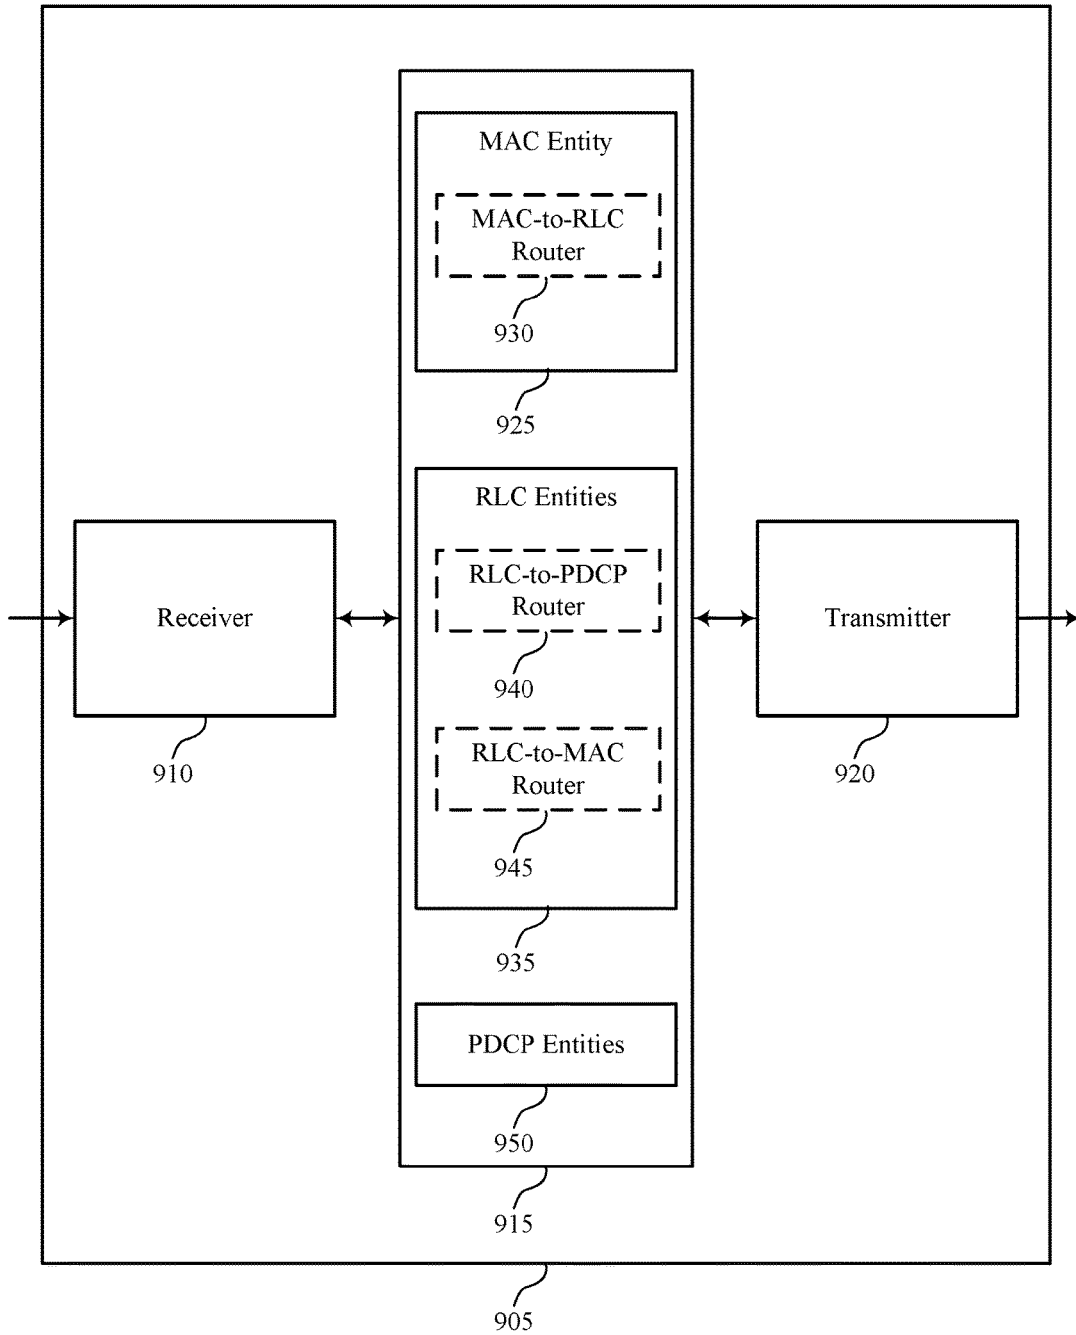 MAC Entity
MAC-to-RLC
Router
930
925
RLC Entities
RLC-to-PDCP
Router
940
RLC-to-MAC
Router
945
935
Receiver
910
Transmitter
920
PDCP Entities
950
915
905